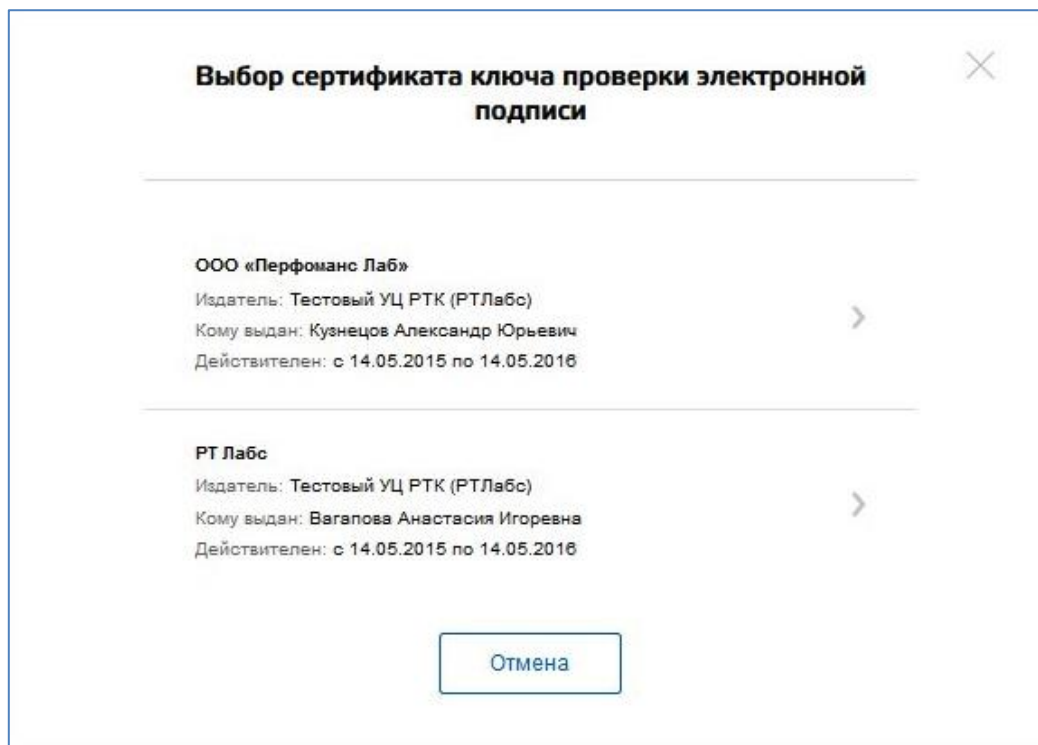 Выбор сертификата ключа проверки электронной
подписи
ООО «Перфоманс Лаб»
Издатель: Тестовый УЦ РТК (РТЛабс)
Кому выдан: Кузнецов Александр Юрьевич
Действителен: с 14.05.2015 по 14.05.2016
РТ Лабс
Издатель: Тестовый УЦ РТК (РТЛабс)
Кому выдан: Вагапова Анастасия Игоревна
Действителен: с 14.05.2015 по 14.05.2016
Отмена